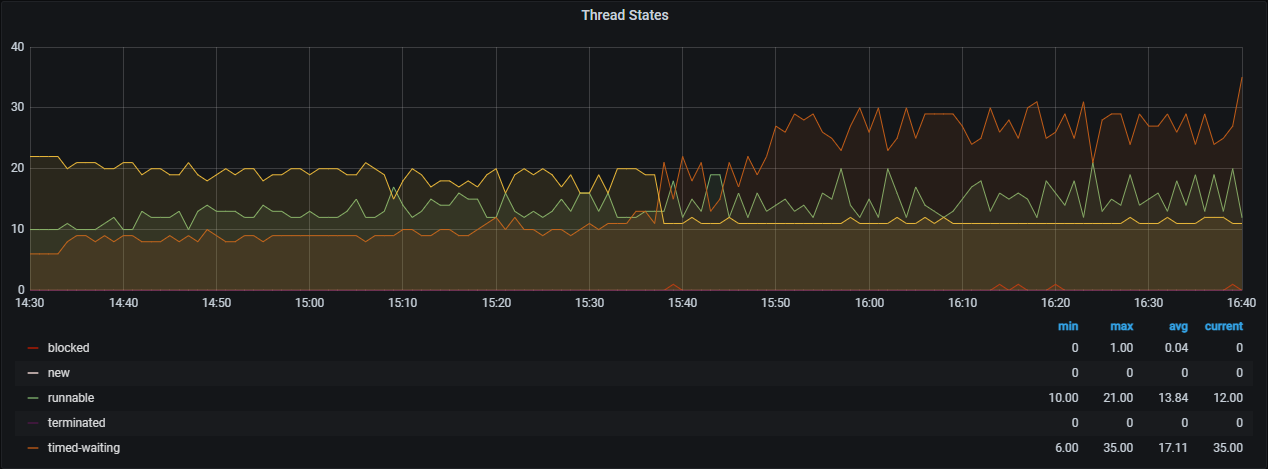 Thread States
40
30
20
10
0
14:30 14:40 14:50 15:00 15:10 15:20 15:30 15:40 15:50 16:00 16:10 16:20 16:30 16:40
min max avg current
blocked 0 1.00 0.04 0
new 0 0 0 0
runnable 10.00 21.00 13.84 12.00
terminated 0 0 0 0
timed-waiting 6.00 35.00 17.11 35.00